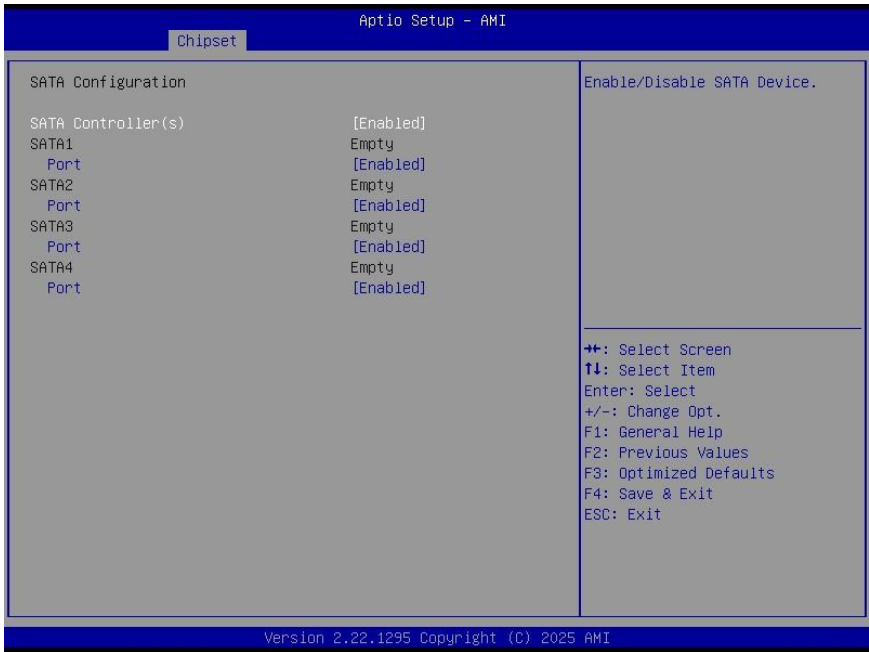 Aptio Setup – AMI
Chipset
SATA Configuration
SATA Controller(s) [Enabled]
SATA1 Empty
Port [Enabled]
SATA2 Empty
Port [Enabled]
SATA3 Empty
Port [Enabled]
SATA4 Empty
Port [Enabled]
Enable/Disable SATA Device.
→←: Select Screen
↑↓: Select Item
Enter: Select
+/-: Change Opt.
F1: General Help
F2: Previous Values
F3: Optimized Defaults
F4: Save & Exit
ESC: Exit
Version 2.22.1295 Copyright (C) 2025 AMI